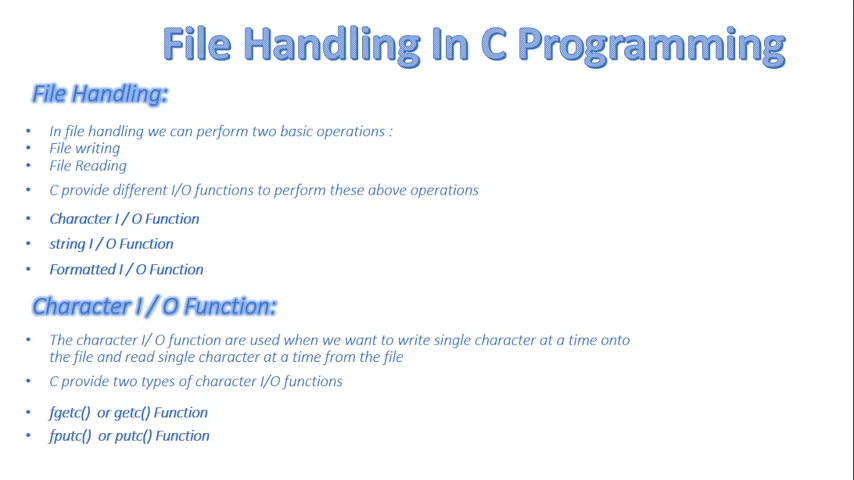 File Handling In C Programming
File Handling:
• In file handling we can perform two basic operations :
• File writing
• File Reading
• C provide different I/O functions to perform these above operations
• Character I / O Function
• string I / O Function
• Formatted I / O Function
Character I / O Function:
• The character I/ O function are used when we want to write single character at a time onto
the file and read single character at a time from the file
• C provide two types of character I/O functions
• fgetc()  or getc() Function
• fputc()  or putc() Function